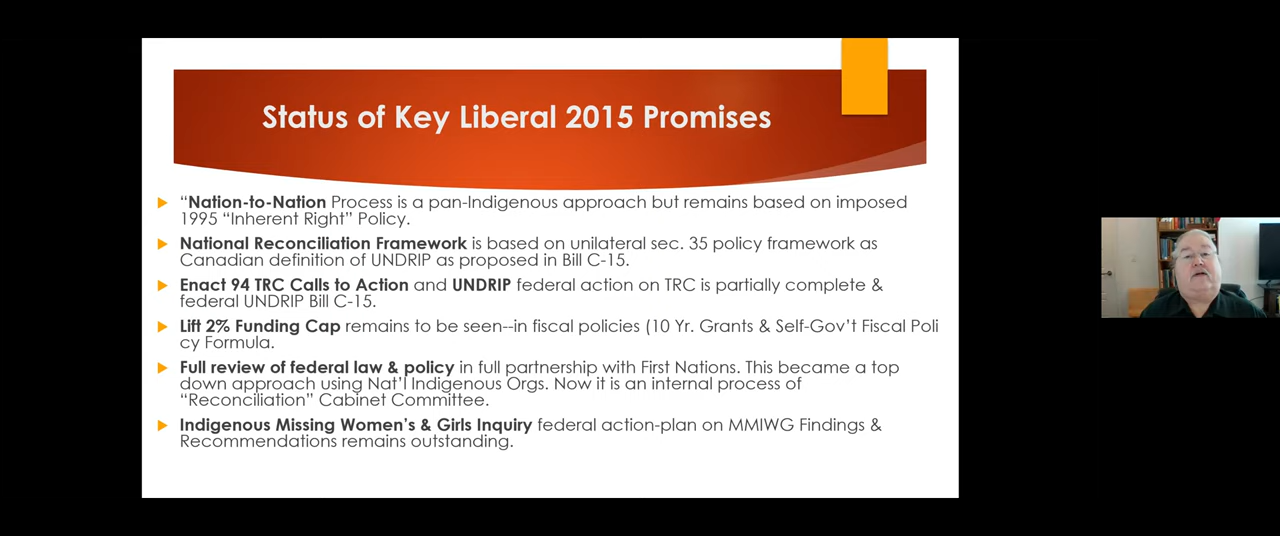 Status of Key Liberal 2015 Promises
“Nation-to-Nation Process is a pan-Indigenous approach but remains based on imposed
1995 “Inherent Right” Policy.
National Reconciliation Framework is based on unilateral sec. 35 policy framework as
Canadian definition of UNDRIP as proposed in Bill C-15.
Enact 94 TRC Calls to Action and UNDRIP federal action on TRC is partially complete &
federal UNDRIP Bill C-15.
Lift 2% Funding Cap remains to be seen--in fiscal policies (10 Yr. Grants & Self-Gov’t Fiscal Poli
cy Formula.
Full review of federal law & policy in full partnership with First Nations. This became a top
down approach using Nat’l Indigenous Orgs. Now it is an internal process of
“Reconciliation” Cabinet Committee.
Indigenous Missing Women’s & Girls Inquiry federal action-plan on MMIWG Findings &
Recommendations remains outstanding.